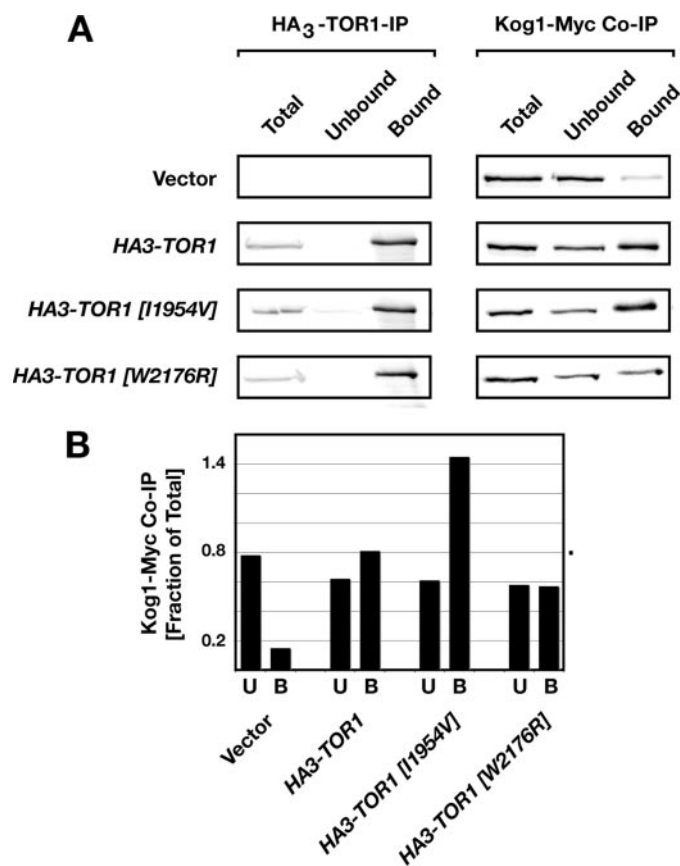 A
HA3-TOR1-IP
Kog1-Myc Co-IP
Total
Unbound
Bound
Total
Unbound
Bound
Vector
HA3-TOR1
HA3-TOR1 [I1954V]
HA3-TOR1 [W2176R]
B
Kog1-Myc Co-IP
[Fraction of Total]
1.4
0.8
0.2
U B U B U B U B
Vector
HA3-TOR1
HA3-TOR1 [I1954V]
HA3-TOR1 [W2176R]